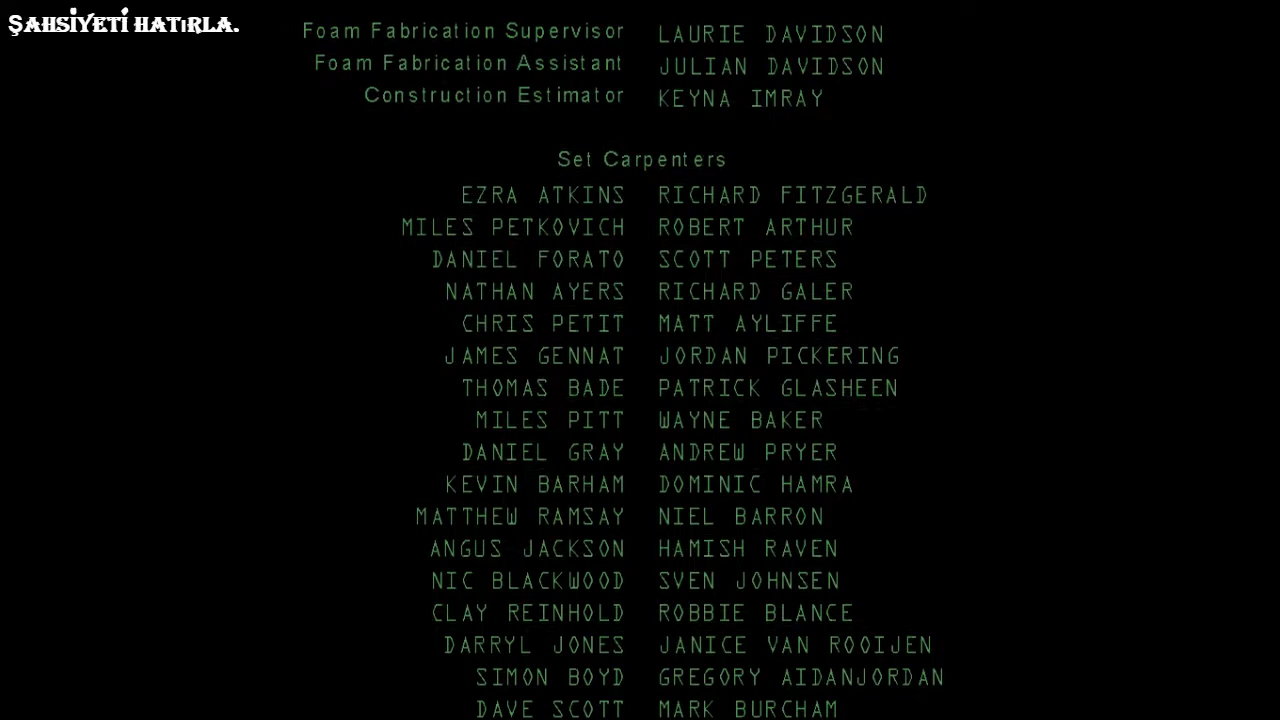 ŞAHSİYETİ HATıRLA.
Foam Fabrication Supervisor LAURIE DAVIDSON
Foam Fabrication Assistant JULIAN DAVIDSON
Construction Estimator KEYNA IMRAY
Set Carpenters
EZRA ATKINS RICHARD FITZGERALD
MILES PETKOVICH ROBERT ARTHUR
DANIEL FORATO SCOTT PETERS
NATHAN AYERS RICHARD GALER
CHRIS PETIT MATT AYLIFFE
JAMES GENNAT JORDAN PICKERING
THOMAS BADE PATRICK GLASHEEN
MILES PITT WAYNE BAKER
DANIEL GRAY ANDREW PRYER
KEVIN BARHAM DOMINIC HAMRA
MATTHEW RAMSAY NIEL BARRON
ANGUS JACKSON HAMISH RAVEN
NIC BLACKWOOD SVEN JOHNSEN
CLAY REINHOLD ROBBIE BLANCE
DARRYL JONES JANICE VAN ROOIJEN
SIMON BOYD GREGORY AIDANJORDAN
DAVE SCOTT MARK BURCHAM